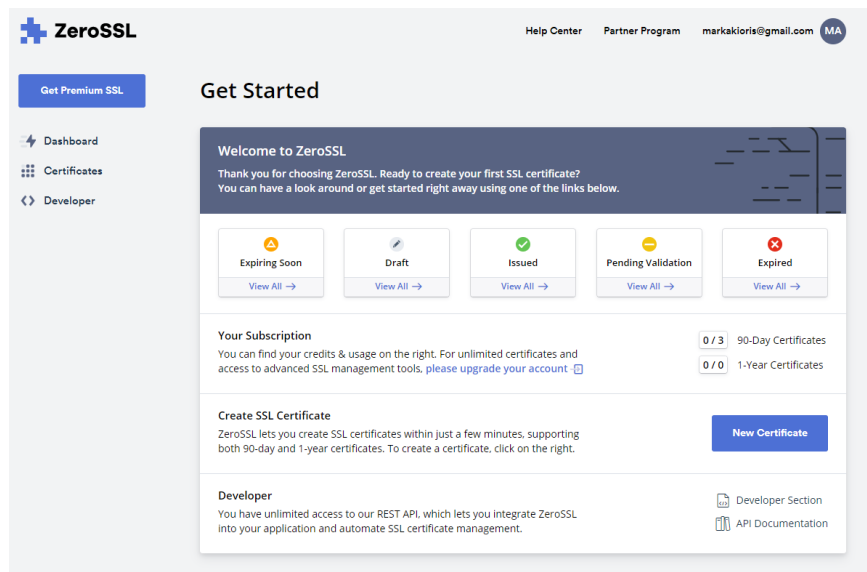 ZeroSSL
Help Center
Partner Program
markakioris@gmail.com
MA
Get Premium SSL
Dashboard
Certificates
Developer
Get Started
Welcome to ZeroSSL
Thank you for choosing ZeroSSL. Ready to create your first SSL certificate?
You can have a look around or get started right away using one of the links below.
Expiring Soon
View All →
Draft
View All →
Issued
View All →
Pending Validation
View All →
Expired
View All →
Your Subscription
You can find your credits & usage on the right. For unlimited certificates and
access to advanced SSL management tools, please upgrade your account
0 / 3 90-Day Certificates
0 / 0 1-Year Certificates
Create SSL Certificate
ZeroSSL lets you create SSL certificates within just a few minutes, supporting
both 90-day and 1-year certificates. To create a certificate, click on the right.
New Certificate
Developer
You have unlimited access to our REST API, which lets you integrate ZeroSSL
into your application and automate SSL certificate management.
Developer Section
API Documentation